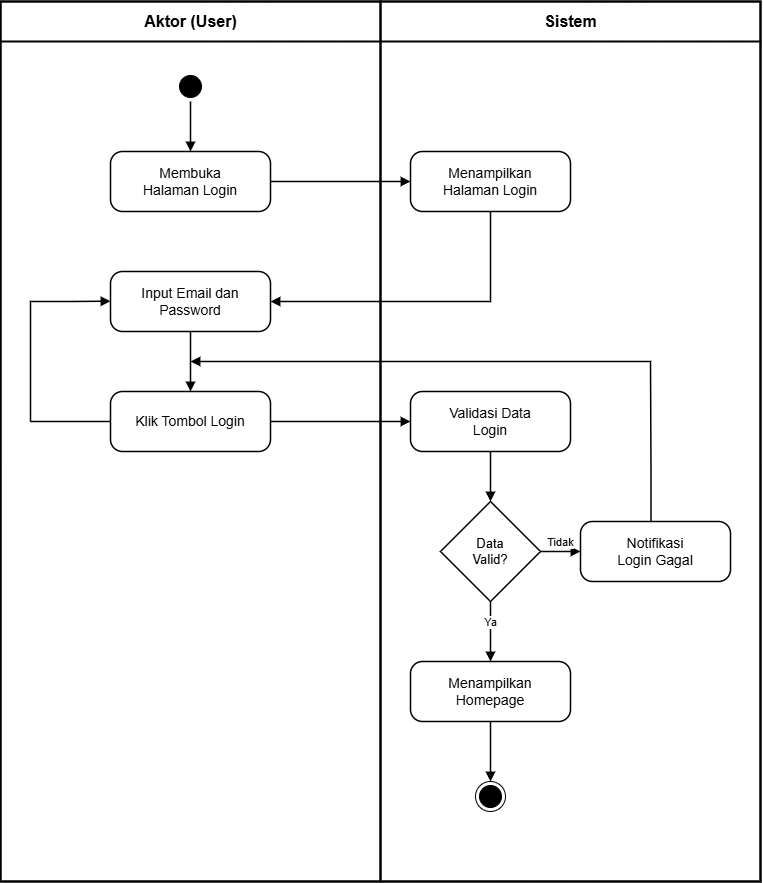 Aktor (User)
Sistem
Membuka
Halaman Login
Menampilkan
Halaman Login
Input Email dan
Password
Klik Tombol Login
Validasi Data
Login
Data
Valid?
Tidak
Notifikasi
Login Gagal
Ya
Menampilkan
Homepage